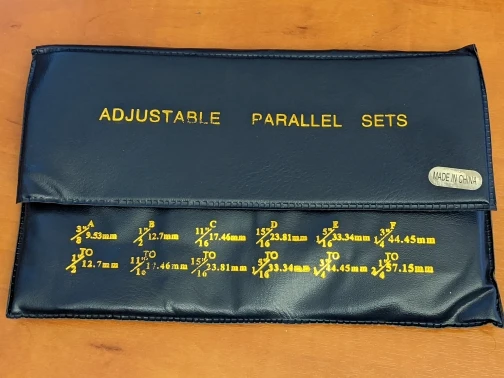 ADJUSTABLE PARALLEL SETS
MADE IN CHINA
A B C D E F
3/8" 9.53mm 1/2" 12.7mm 11/16" 17.46mm 15/16" 23.81mm 1 5/16" 33.34mm 1 3/4" 44.45mm
TO TO TO TO TO TO
1/2" 12.7mm 11/16" 17.46mm 15/16" 23.81mm 1 5/16" 33.34mm 1 3/4" 44.45mm 2 1/4" 57.15mm